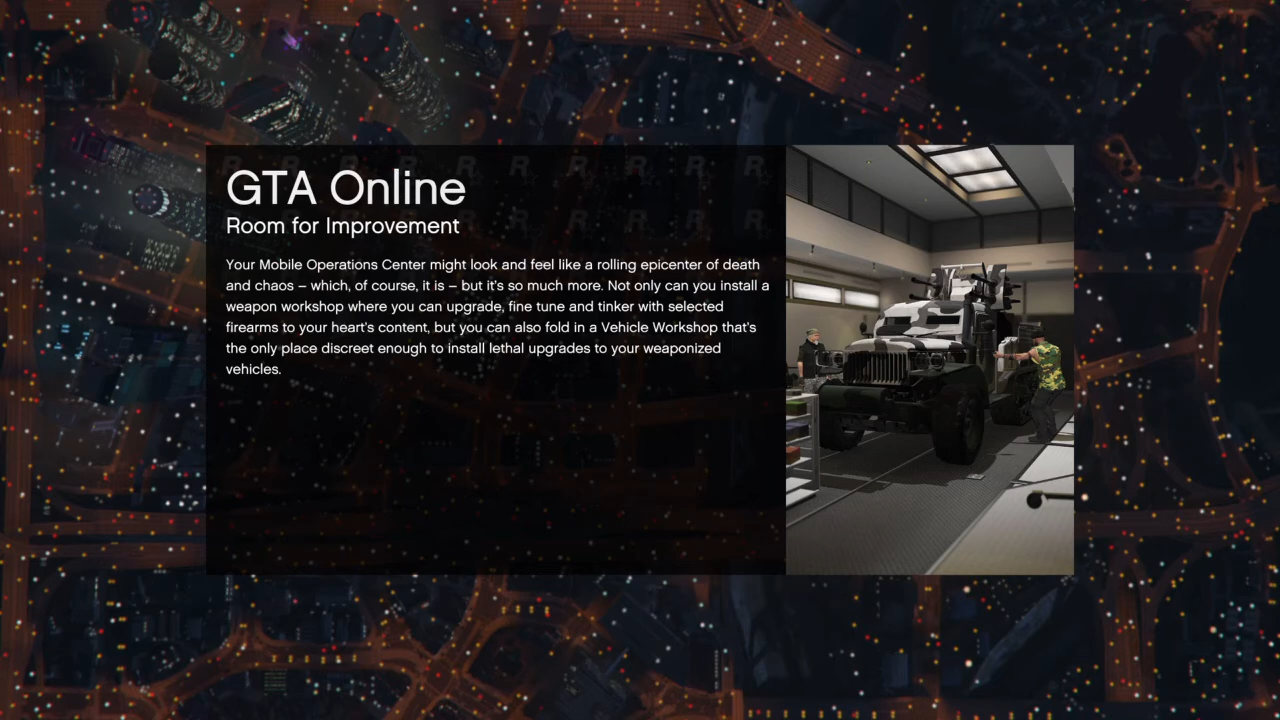 GTA Online
Room for Improvement
Your Mobile Operations Center might look and feel like a rolling epicenter of death
and chaos – which, of course, it is – but it's so much more. Not only can you install a
weapon workshop where you can upgrade, fine tune and tinker with selected
firearms to your heart's content, but you can also fold in a Vehicle Workshop that's
the only place discreet enough to install lethal upgrades to your weaponized
vehicles.